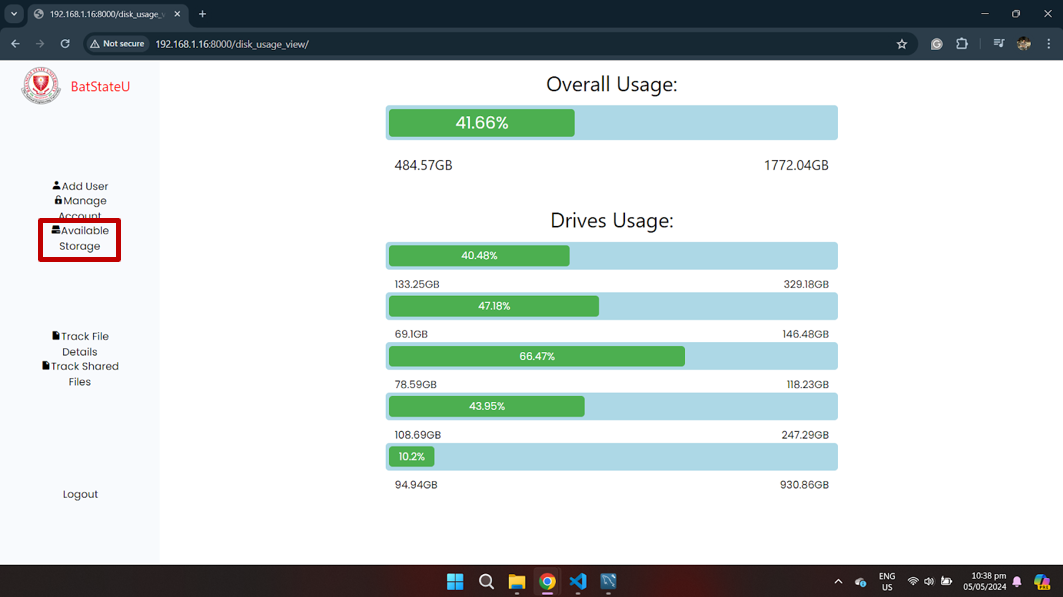 192.168.1.16:8000/disk_usage_v
Not secure
192.168.1.16:8000/disk_usage_view/
BatStateU
Add User
Manage
Account
Available
Storage
Track File
Details
Track Shared
Files
Logout
Overall Usage:
41.66%
484.57GB 1772.04GB
Drives Usage:
40.48%
133.25GB 329.18GB
47.18%
69.1GB 146.48GB
66.47%
78.59GB 118.23GB
43.95%
108.69GB 247.29GB
10.2%
94.94GB 930.86GB
ENG
US
10:38 pm
05/05/2024